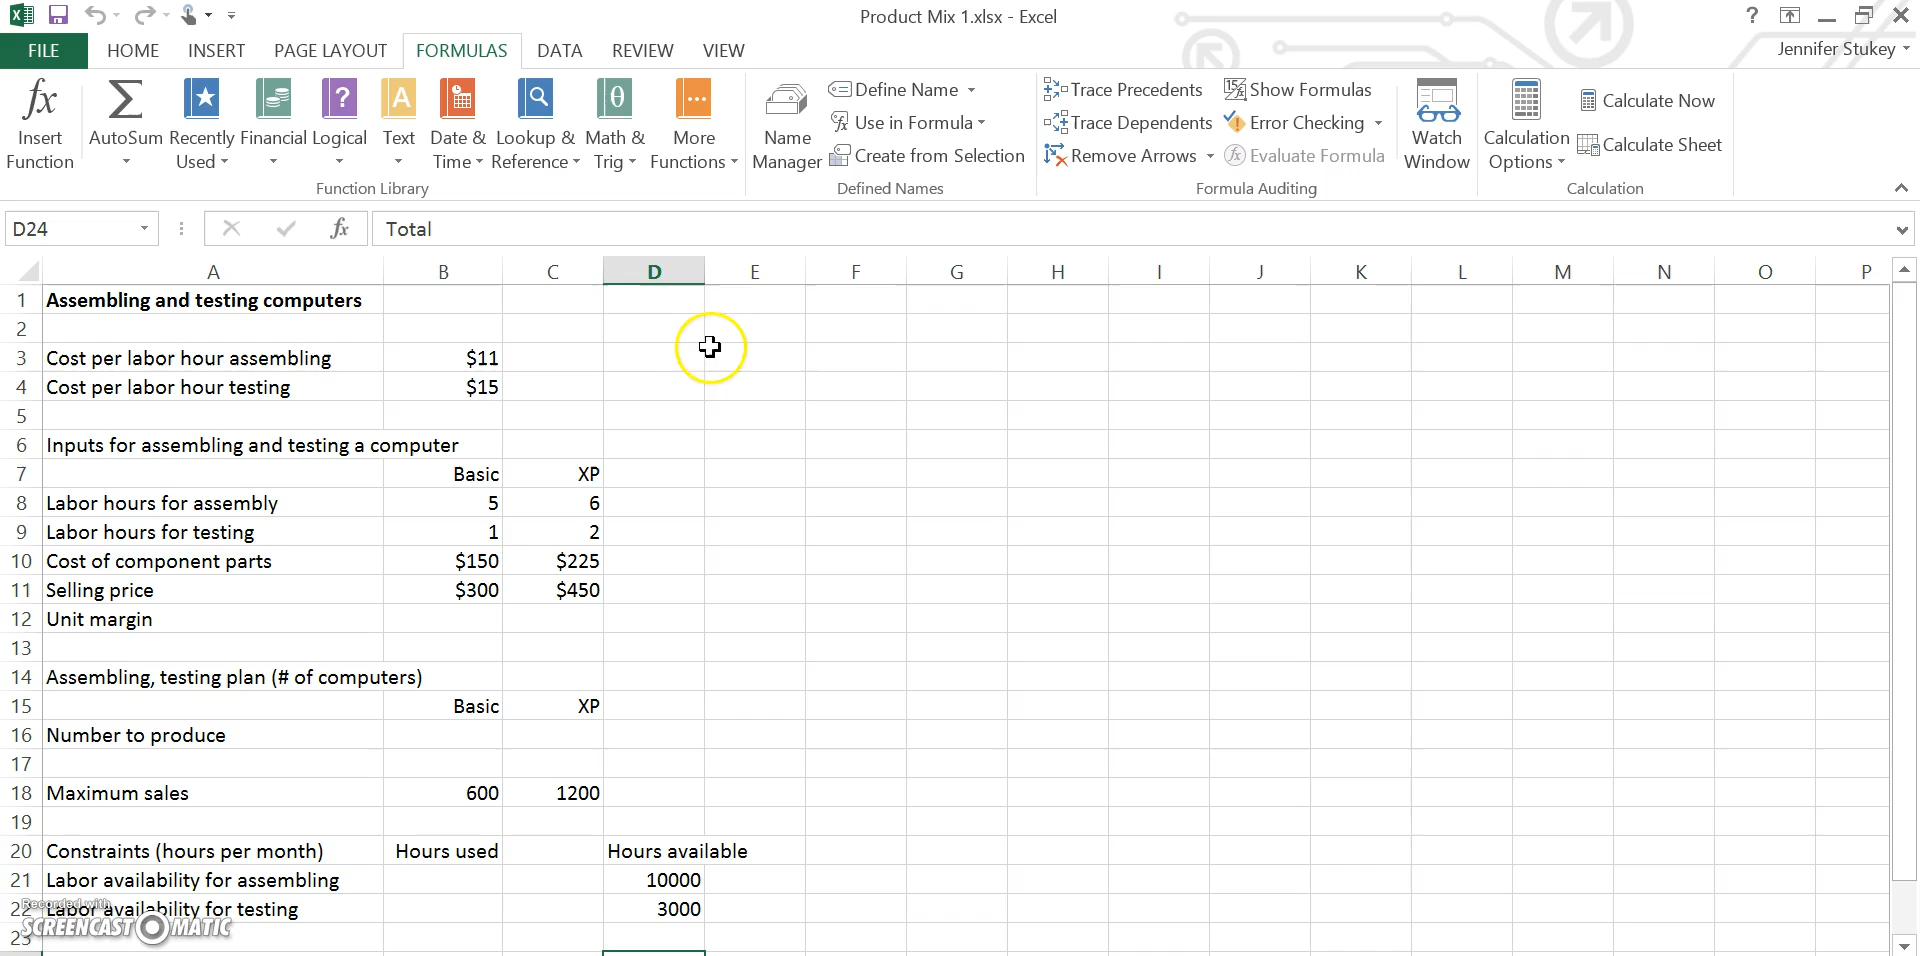 Product Mix 1.xlsx - Excel
?
FILE HOME INSERT PAGE LAYOUT FORMULAS DATA REVIEW VIEW
Jennifer Stukey
fx Insert Function
Σ AutoSum
Recently Used
Financial
? Logical
A Text
Date & Time
Lookup & Reference
θ Math & Trig
More Functions
Function Library
Name Manager
Define Name
Use in Formula
Create from Selection
Defined Names
Trace Precedents
Trace Dependents
Remove Arrows
Show Formulas
Error Checking
Evaluate Formula
Formula Auditing
Watch Window
Calculation Options
Calculate Now
Calculate Sheet
Calculation
D24 fx Total
A B C D E F G H I J K L M N O P
1 Assembling and testing computers
2
3 Cost per labor hour assembling $11
4 Cost per labor hour testing $15
5
6 Inputs for assembling and testing a computer
7 Basic XP
8 Labor hours for assembly 5 6
9 Labor hours for testing 1 2
10 Cost of component parts $150 $225
11 Selling price $300 $450
12 Unit margin
13
14 Assembling, testing plan (# of computers)
15 Basic XP
16 Number to produce
17
18 Maximum sales 600 1200
19
20 Constraints (hours per month) Hours used Hours available
21 Labor availability for assembling 10000
22 Labor availability for testing 3000
23
Recorded with
SCREENCAST MATIC